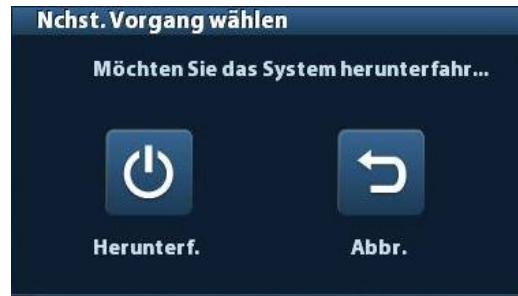 Nchst. Vorgang wählen
Möchten Sie das System herunterfahr...
Herunterf.
Abbr.